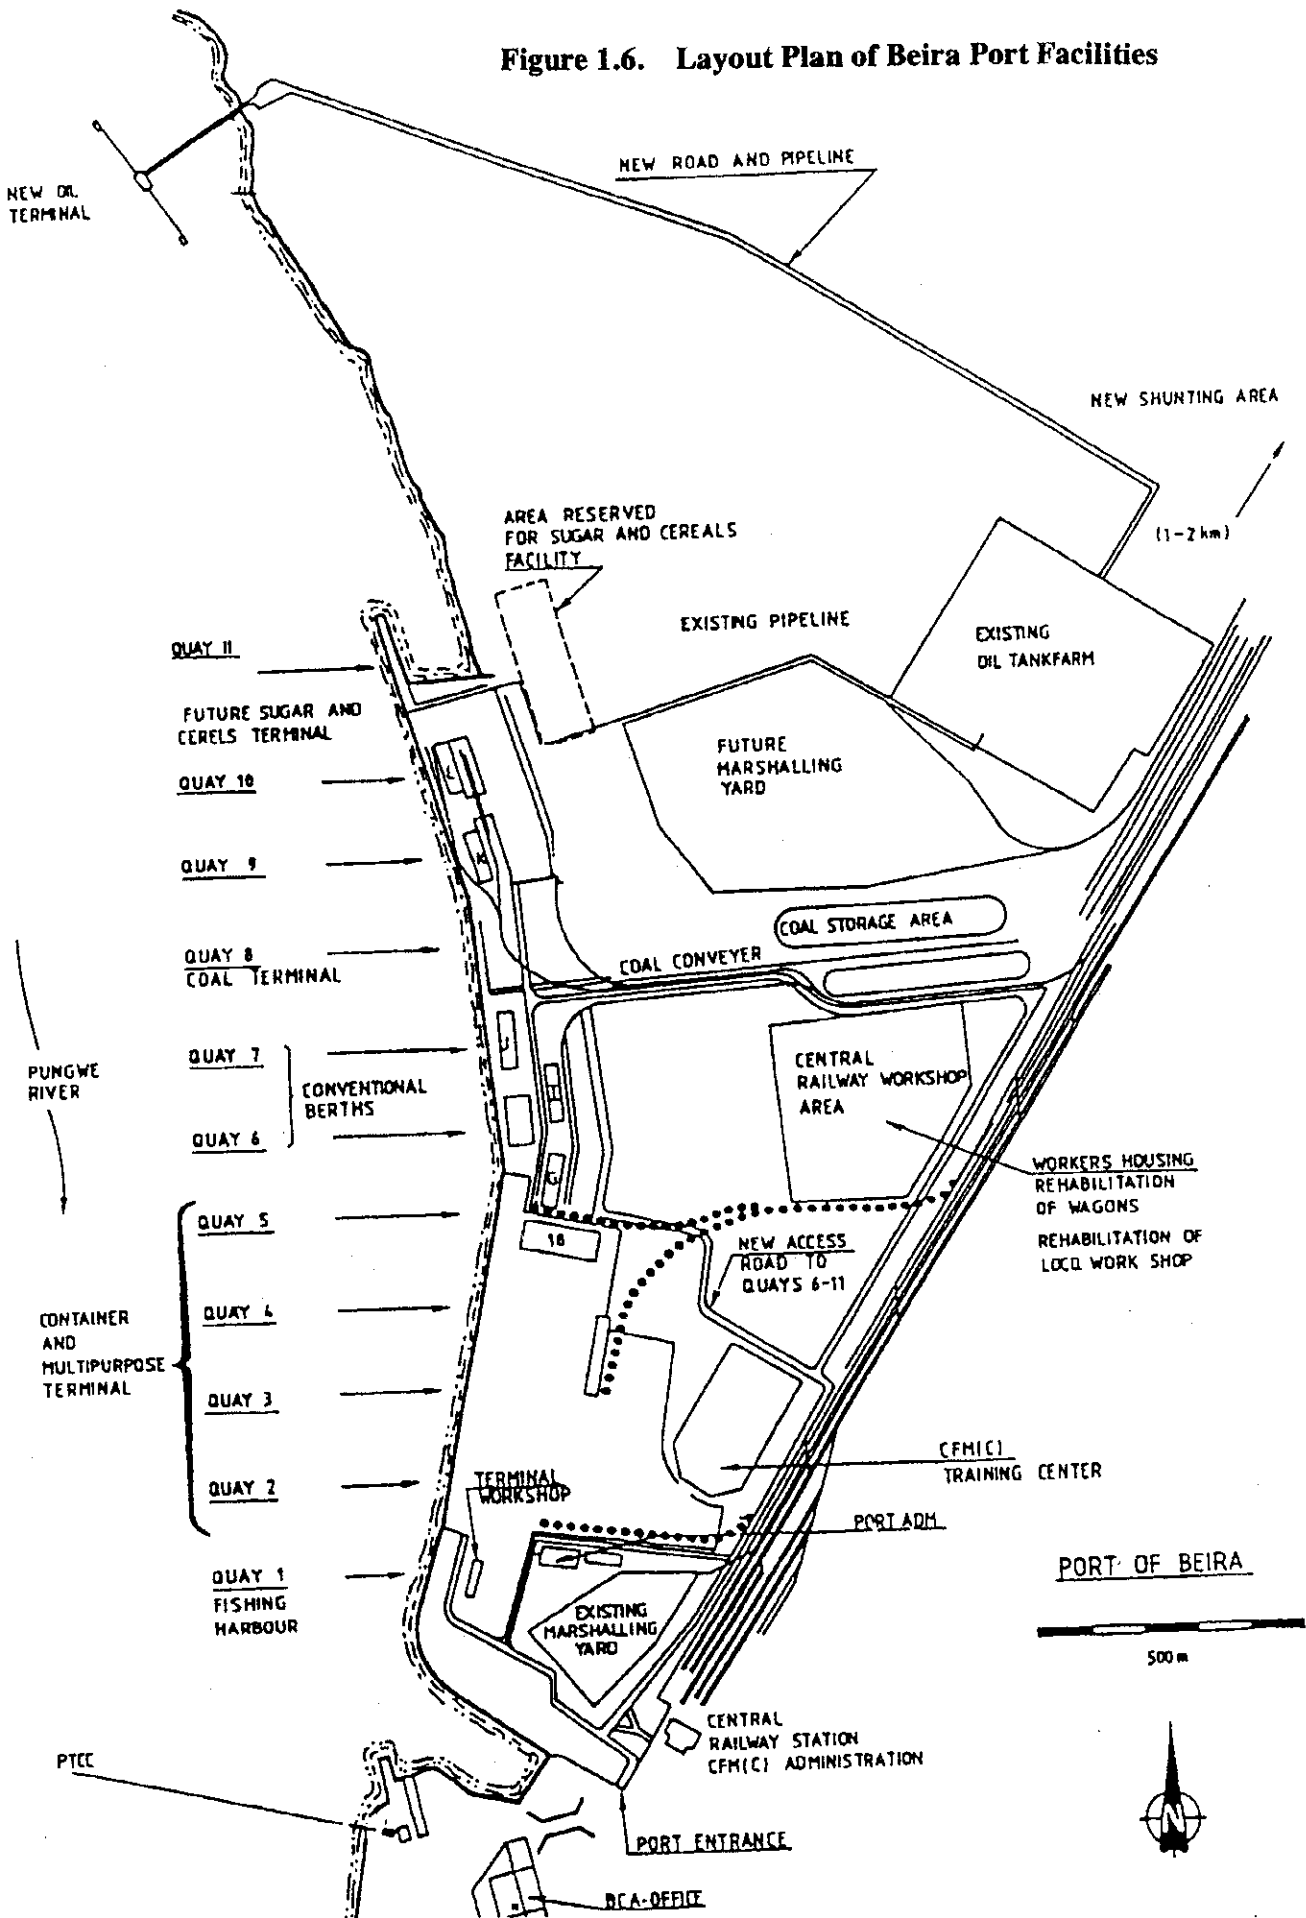 Figure 1.6. Layout Plan of Beira Port Facilities
NEW ROAD AND PIPELINE
NEW OIL
TERMINAL
NEW SHUNTING AREA
(1-2 km)
AREA RESERVED
FOR SUGAR AND CEREALS
FACILITY
EXISTING PIPELINE
EXISTING
OIL TANKFARM
QUAY 11
FUTURE SUGAR AND
CERELS TERMINAL
FUTURE
MARSHALLING
YARD
QUAY 10
L
QUAY 9
K
COAL STORAGE AREA
QUAY 8
COAL TERMINAL
COAL CONVEYER
QUAY 7
J
CONVENTIONAL
BERTHS
I
QUAY 6
G
PUNGWE
RIVER
CENTRAL
RAILWAY WORKSHOP
AREA
WORKERS HOUSING
REHABILITATION
OF WAGONS
REHABILITATION OF
LOCO WORK SHOP
QUAY 5
16
NEW ACCESS
ROAD TO
QUAYS 6-11
QUAY 4
CONTAINER
AND
MULTIPURPOSE
TERMINAL
QUAY 3
QUAY 2
CFM(C)
TRAINING CENTER
TERMINAL
WORKSHOP
PORT ADM
QUAY 1
FISHING
HARBOUR
EXISTING
MARSHALLING
YARD
PORT OF BEIRA
500 m
CENTRAL
RAILWAY STATION
CFM(C) ADMINISTRATION
PTCC
N
PORT ENTRANCE
BCA-OFFICE